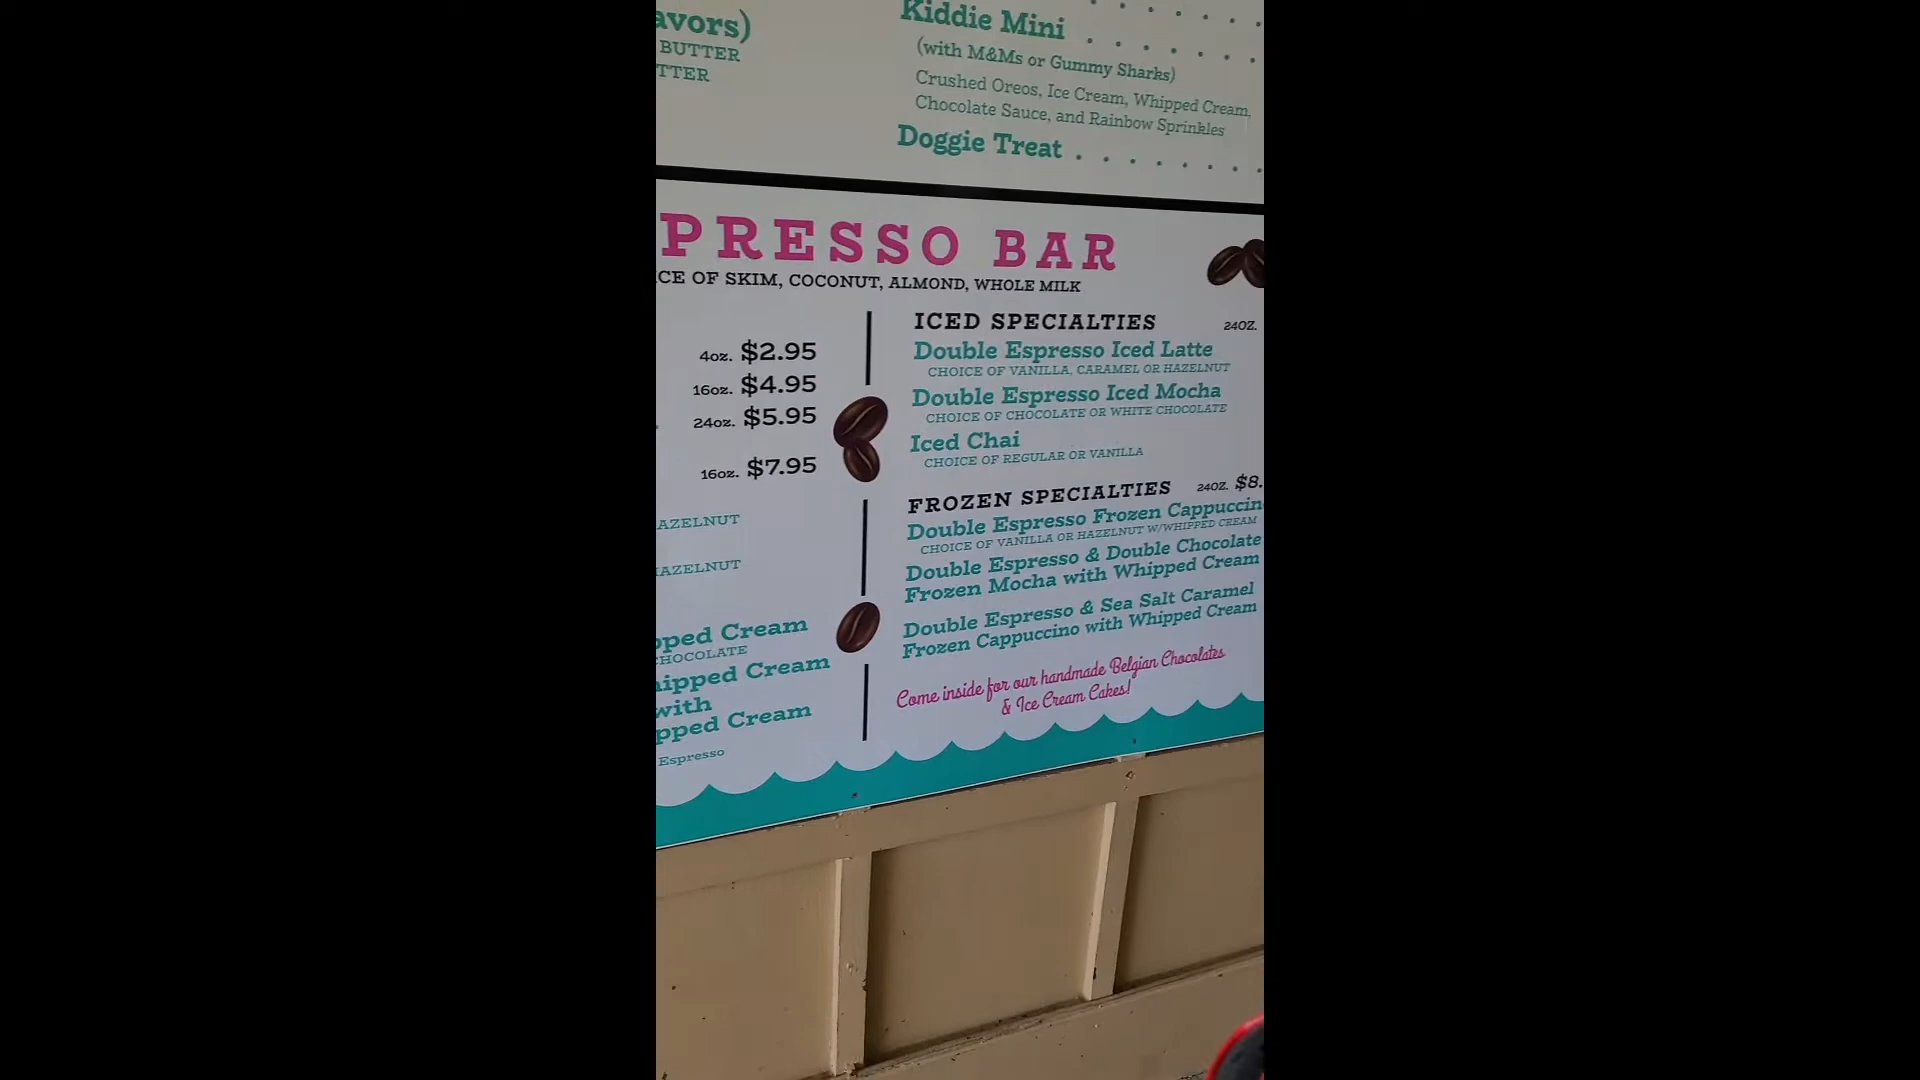 BUTTER
Kiddie Mini
(with M&Ms or Gummy Sharks)
Crushed Oreos, Ice Cream, Whipped Cream,
Chocolate Sauce, and Rainbow Sprinkles
Doggie Treat
PRESSO BAR
CE OF SKIM, COCONUT, ALMOND, WHOLE MILK
4oz. $2.95
16oz. $4.95
24oz. $5.95
16oz. $7.95
AZELNUT
AZELNUT
pped Cream
CHOCOLATE
hipped Cream
with
pped Cream
Espresso
ICED SPECIALTIES 24OZ.
Double Espresso Iced Latte
CHOICE OF VANILLA, CARAMEL OR HAZELNUT
Double Espresso Iced Mocha
CHOICE OF CHOCOLATE OR WHITE CHOCOLATE
Iced Chai
CHOICE OF REGULAR OR VANILLA
FROZEN SPECIALTIES 24OZ. $8.
Double Espresso Frozen Cappuccin
CHOICE OF VANILLA OR HAZELNUT W/WHIPPED CREAM
Double Espresso & Double Chocolate
Frozen Mocha with Whipped Cream
Double Espresso & Sea Salt Caramel
Frozen Cappuccino with Whipped Cream
Come inside for our handmade Belgian Chocolates
& Ice Cream Cakes!